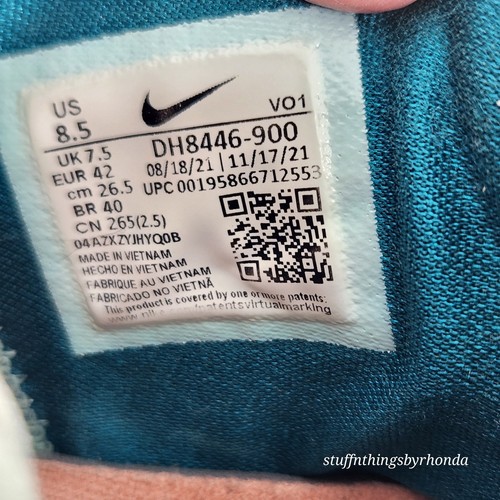 US
8.5
VO1
UK 7.5
DH8446-900
EUR 42
08/18/21 | 11/17/21
cm 26.5
UPC 00195866712553
BR 40
CN 265(2.5)
04AZXZYJHYQ0B
MADE IN VIETNAM
HECHO EN VIETNAM
FABRIQUE AU VIETNAM
FABRICADO NO VIETNÃ
This product is covered by one or more patents:
/patentsvirtualmarking
stuffnthingsbyrhonda